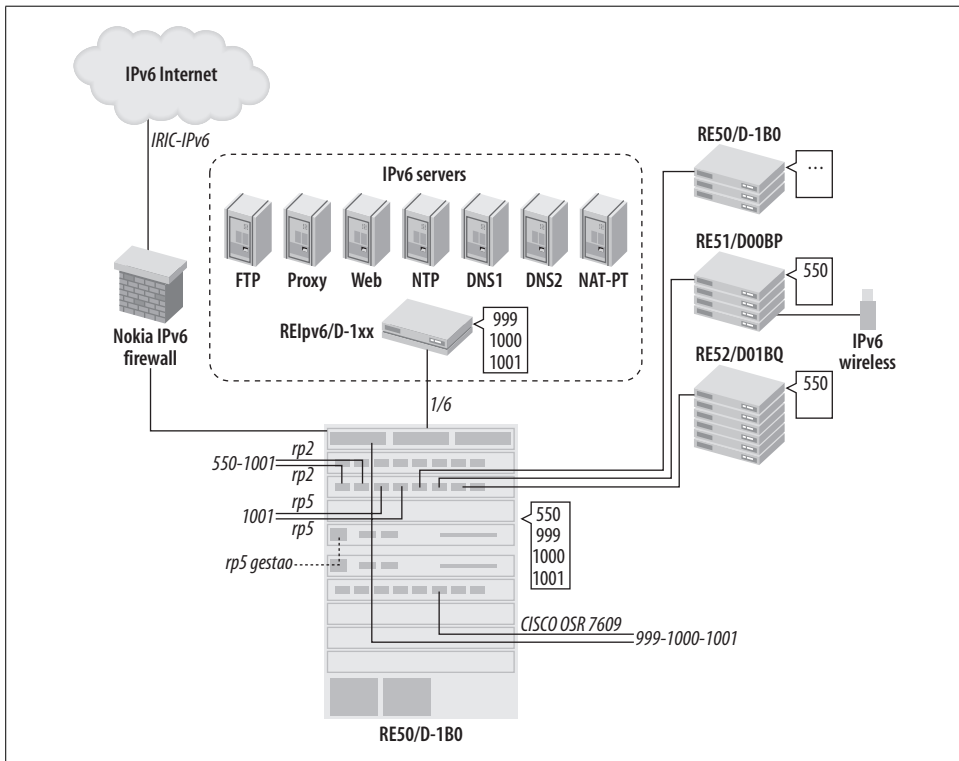 IPv6 Internet
IRIC-IPv6
IPv6 servers
FTP
Proxy
Web
NTP
DNS1
DNS2
NAT-PT
REIpv6/D-1xx
999
1000
1001
Nokia IPv6
firewall
RE50/D-1B0
...
RE51/D00BP
550
IPv6
wireless
RE52/D01BQ
550
1/6
rp2
550-1001
rp2
rp5
1001
rp5
rp5 gestao
550
999
1000
1001
CISCO OSR 7609
999-1000-1001
RE50/D-1B0